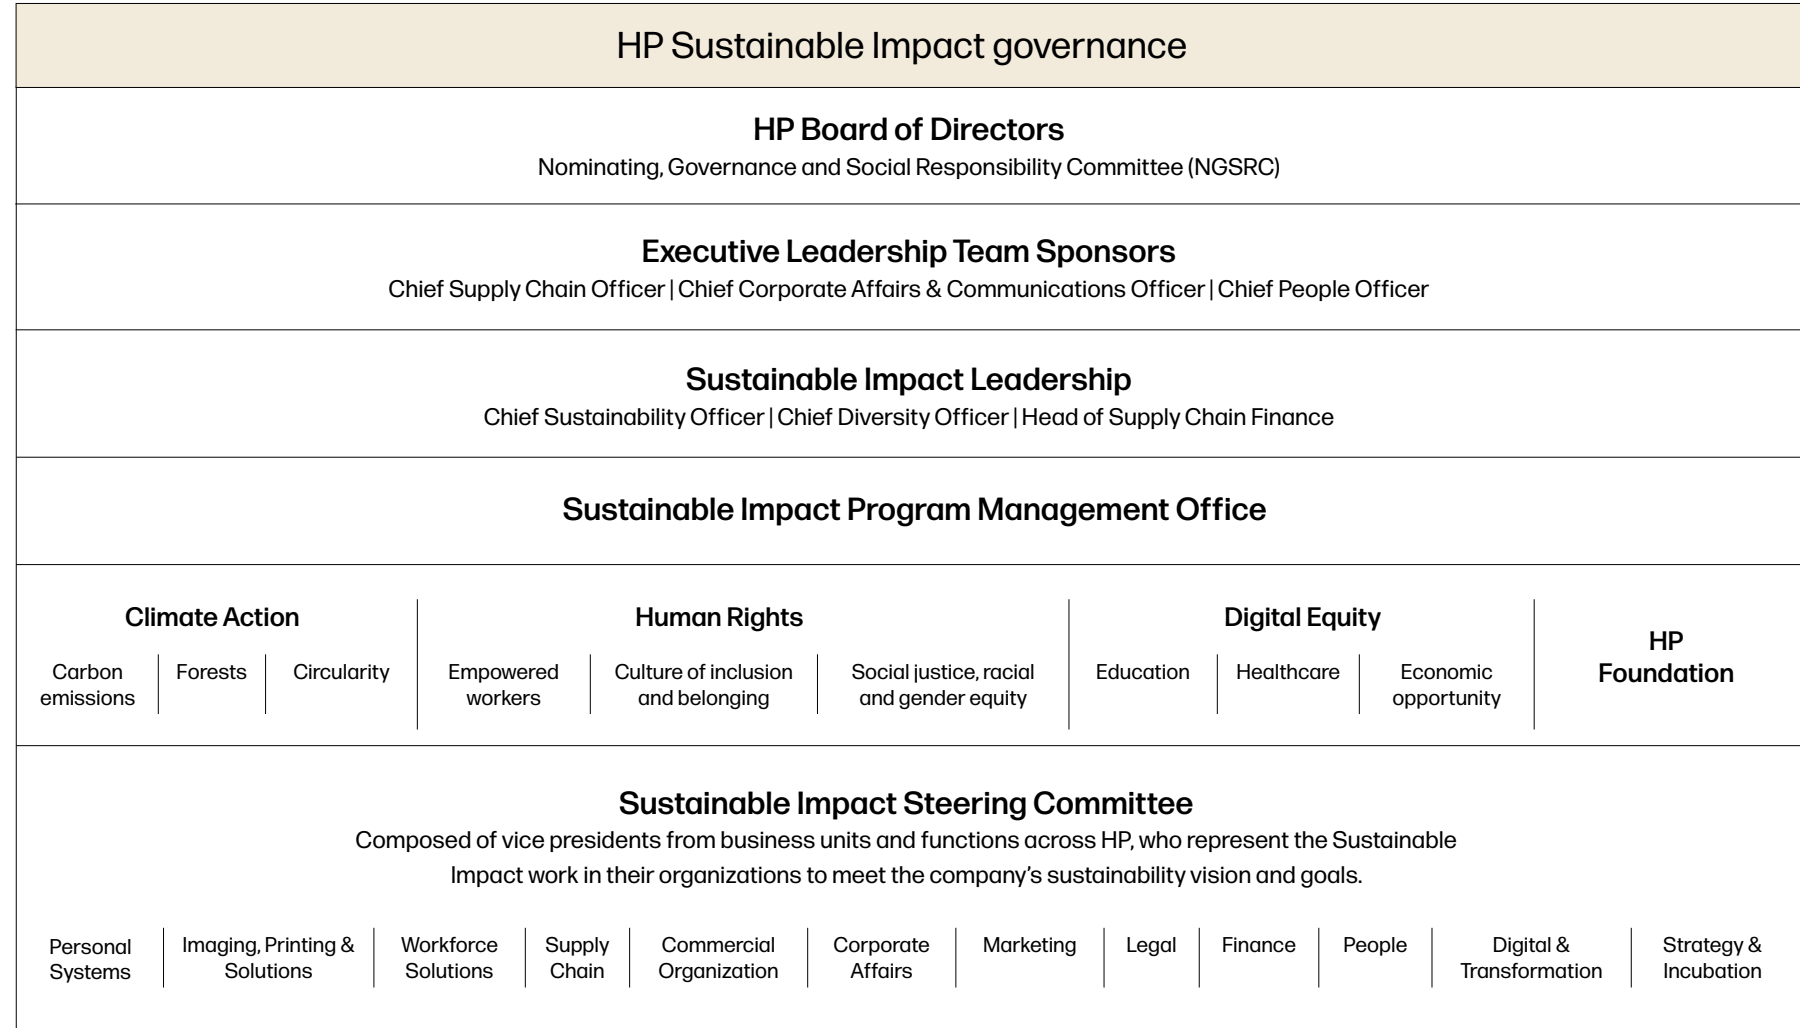 HP Sustainable Impact governance
HP Board of Directors
Nominating, Governance and Social Responsibility Committee (NGSRC)
Executive Leadership Team Sponsors
Chief Supply Chain Officer | Chief Corporate Affairs & Communications Officer | Chief People Officer
Sustainable Impact Leadership
Chief Sustainability Officer | Chief Diversity Officer | Head of Supply Chain Finance
Sustainable Impact Program Management Office
Climate Action
Carbon
emissions
Forests
Circularity
Human Rights
Empowered
workers
Culture of inclusion
and belonging
Social justice, racial
and gender equity
Digital Equity
Education
Healthcare
Economic
opportunity
HP
Foundation
Sustainable Impact Steering Committee
Composed of vice presidents from business units and functions across HP, who represent the Sustainable
Impact work in their organizations to meet the company’s sustainability vision and goals.
Personal
Systems
Imaging, Printing &
Solutions
Workforce
Solutions
Supply
Chain
Commercial
Organization
Corporate
Affairs
Marketing
Legal
Finance
People
Digital &
Transformation
Strategy &
Incubation